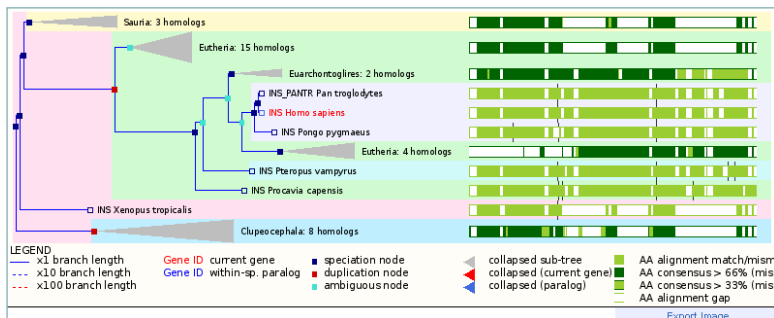 Sauria: 3 homologs
Eutheria: 15 homologs
Euarchontoglires: 2 homologs
INS_PANTR Pan troglodytes
INS Homo sapiens
INS Pongo pygmaeus
Eutheria: 4 homologs
INS Pteropus vampyrus
INS Procavia capensis
INS Xenopus tropicalis
Clupeocephala: 8 homologs
LEGEND
x1 branch length
x10 branch length
x100 branch length
Gene ID current gene
Gene ID within-sp. paralog
speciation node
duplication node
ambiguous node
collapsed sub-tree
collapsed (current gene)
collapsed (paralog)
AA alignment match/mism
AA consensus > 66% (mis
AA consensus > 33% (mis
AA alignment gap
Export Image